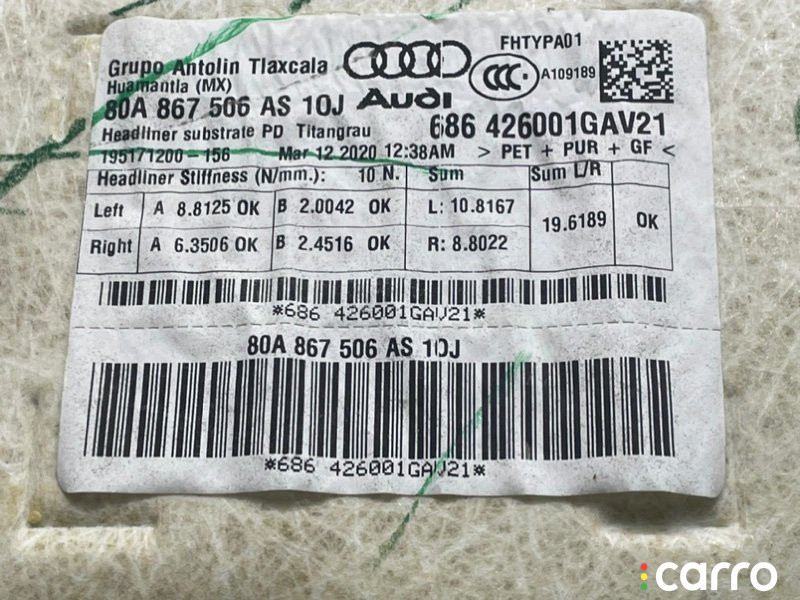 Grupo Antolin Tlaxcala
Huamantla (MX)
Audi
CCC
FHTYPA01
A109189
80A 867 506 AS 10J
686 426001GAV21
Headliner substrate PD Titangrau
195171200-156 Mar 12 2020 12:38AM > PET + PUR + GF <
Headliner Stiffness (N/mm.): 10 N. Sum Sum L/R
Left A 8.8125 OK B 2.0042 OK L: 10.8167 19.6189 OK
Right A 6.3506 OK B 2.4516 OK R: 8.8022
*686 426001GAV21*
80A 867 506 AS 10J
*686 426001GAV21*
carro